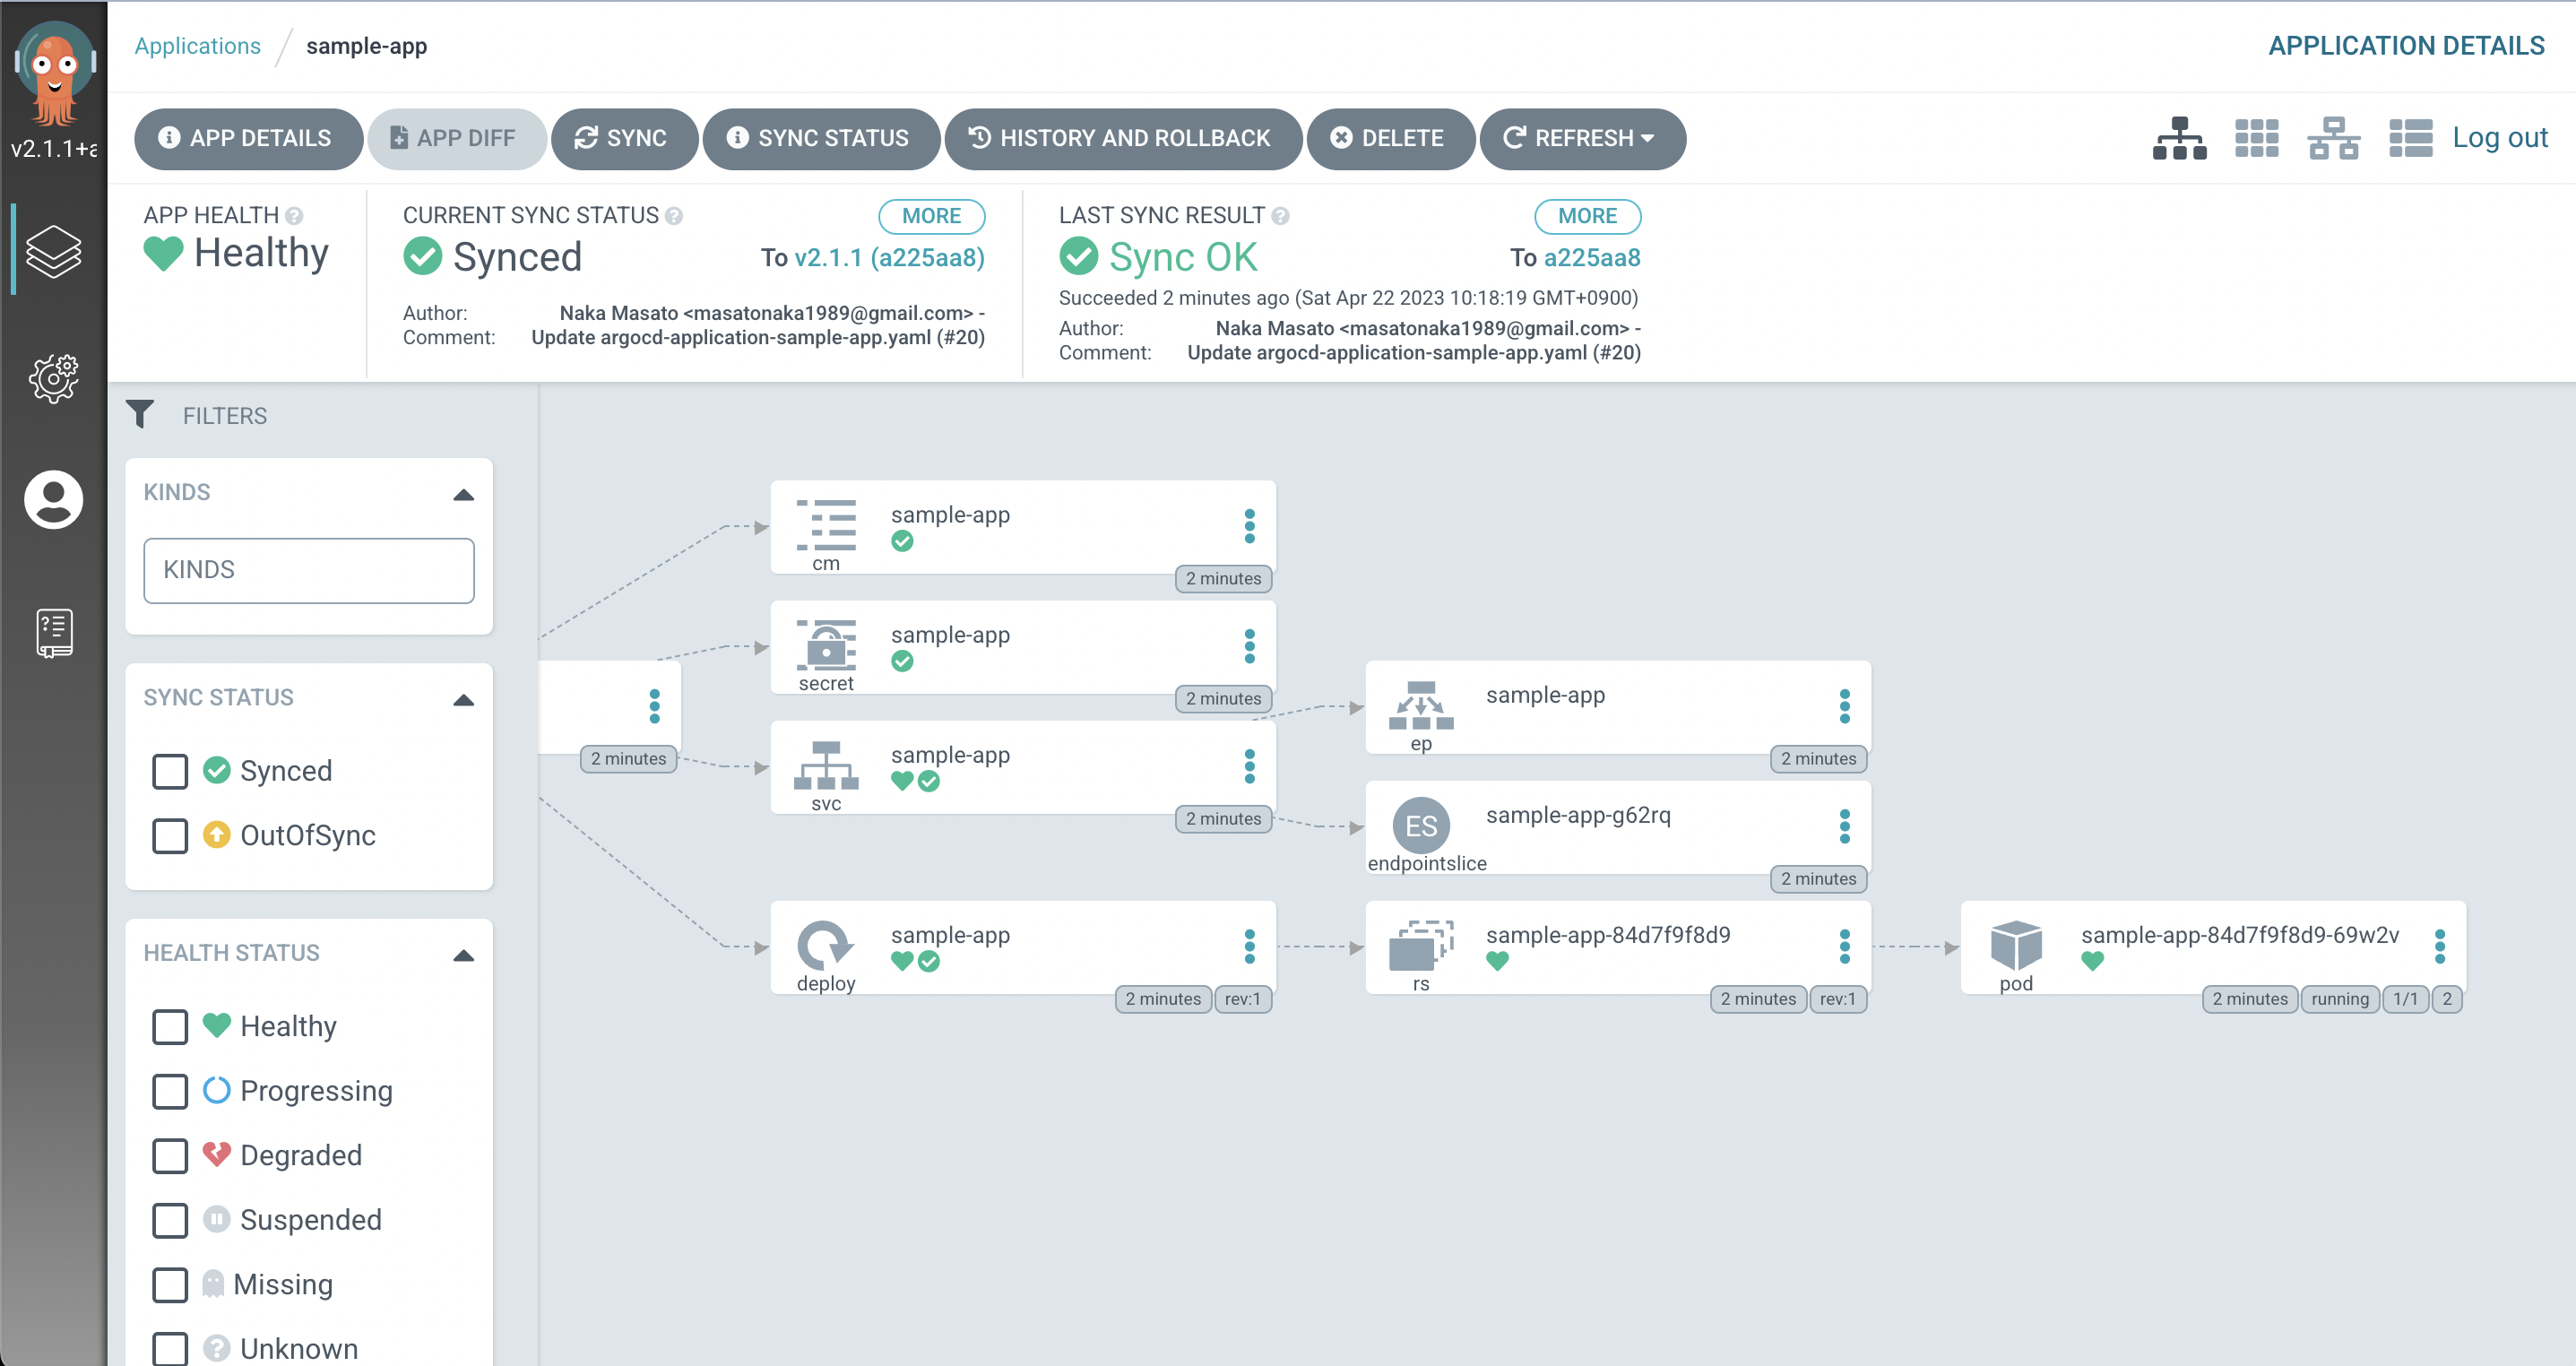 Applications / sample-app
APPLICATION DETAILS
v2.1.1+a
APP DETAILS
APP DIFF
SYNC
SYNC STATUS
HISTORY AND ROLLBACK
DELETE
REFRESH
Log out
APP HEALTH
Healthy
CURRENT SYNC STATUS
MORE
Synced
To v2.1.1 (a225aa8)
Author: Naka Masato <masatonaka1989@gmail.com> -
Comment: Update argocd-application-sample-app.yaml (#20)
LAST SYNC RESULT
MORE
Sync OK
To a225aa8
Succeeded 2 minutes ago (Sat Apr 22 2023 10:18:19 GMT+0900)
Author: Naka Masato <masatonaka1989@gmail.com> -
Comment: Update argocd-application-sample-app.yaml (#20)
FILTERS
KINDS
KINDS
SYNC STATUS
Synced
OutOfSync
HEALTH STATUS
Healthy
Progressing
Degraded
Suspended
Missing
Unknown
2 minutes
sample-app
cm
2 minutes
sample-app
secret
2 minutes
sample-app
svc
2 minutes
sample-app
deploy
2 minutes
rev:1
sample-app
ep
2 minutes
ES
sample-app-g62rq
endpointslice
2 minutes
sample-app-84d7f9f8d9
rs
2 minutes
rev:1
sample-app-84d7f9f8d9-69w2v
pod
2 minutes
running
1/1
2